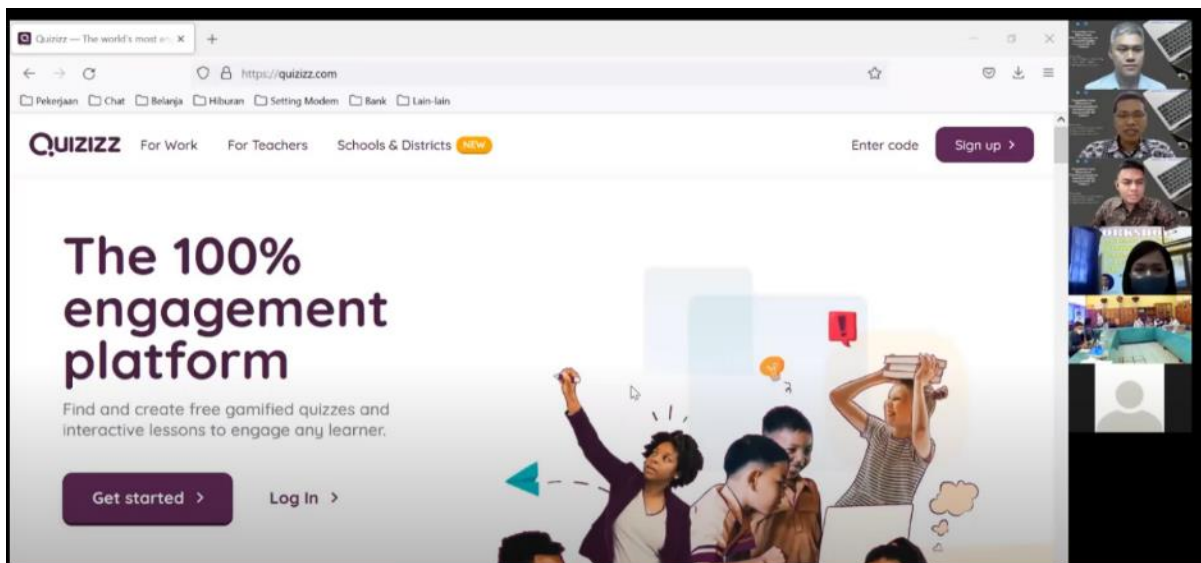 Quizizz — The world's most en
https://quizizz.com
Pekerjaan Chat Belanja Hiburan Setting Modem Bank Lain-lain
QUIZIZZ For Work For Teachers Schools & Districts NEW Enter code Sign up >
The 100%
engagement
platform
Find and create free gamified quizzes and
interactive lessons to engage any learner.
Get started > Log In >